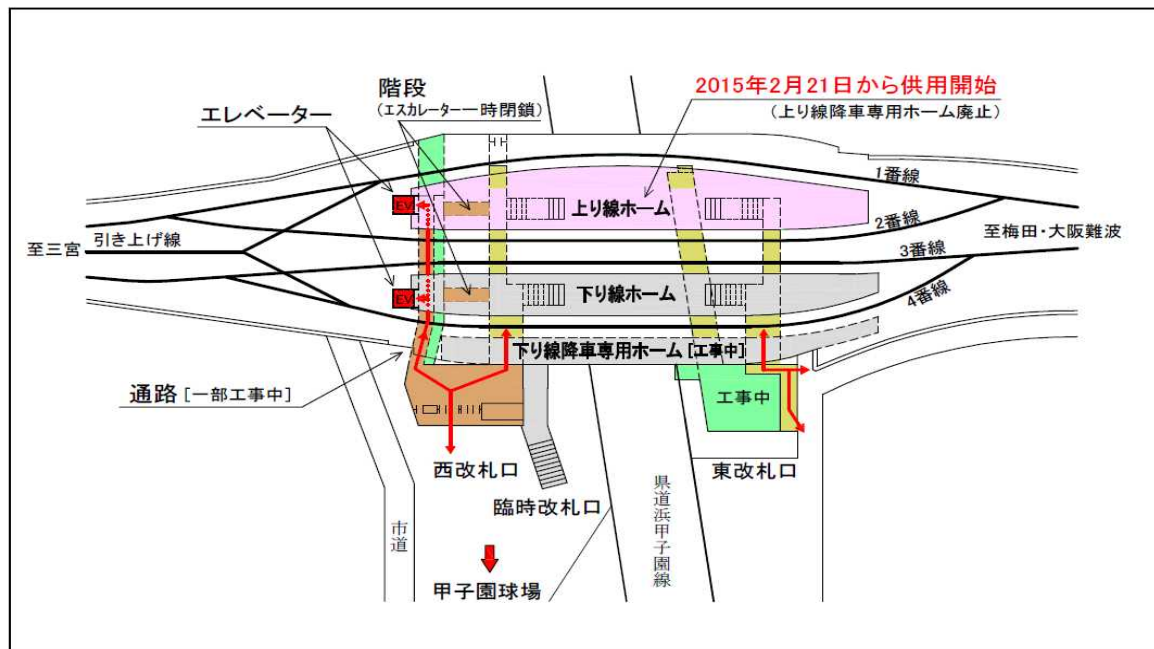 2015年2月21日から供用開始
(上り線降車専用ホーム廃止)
階段
(エスカレーター一時閉鎖)
エレベーター
1番線
EV
上り線ホーム
2番線
至三宮
引き上げ線
3番線
至梅田・大阪難波
EV
下り線ホーム
4番線
下り線降車専用ホーム[工事中]
通路[一部工事中]
工事中
西改札口
東改札口
臨時改札口
市道
県道浜甲子園線
甲子園球場